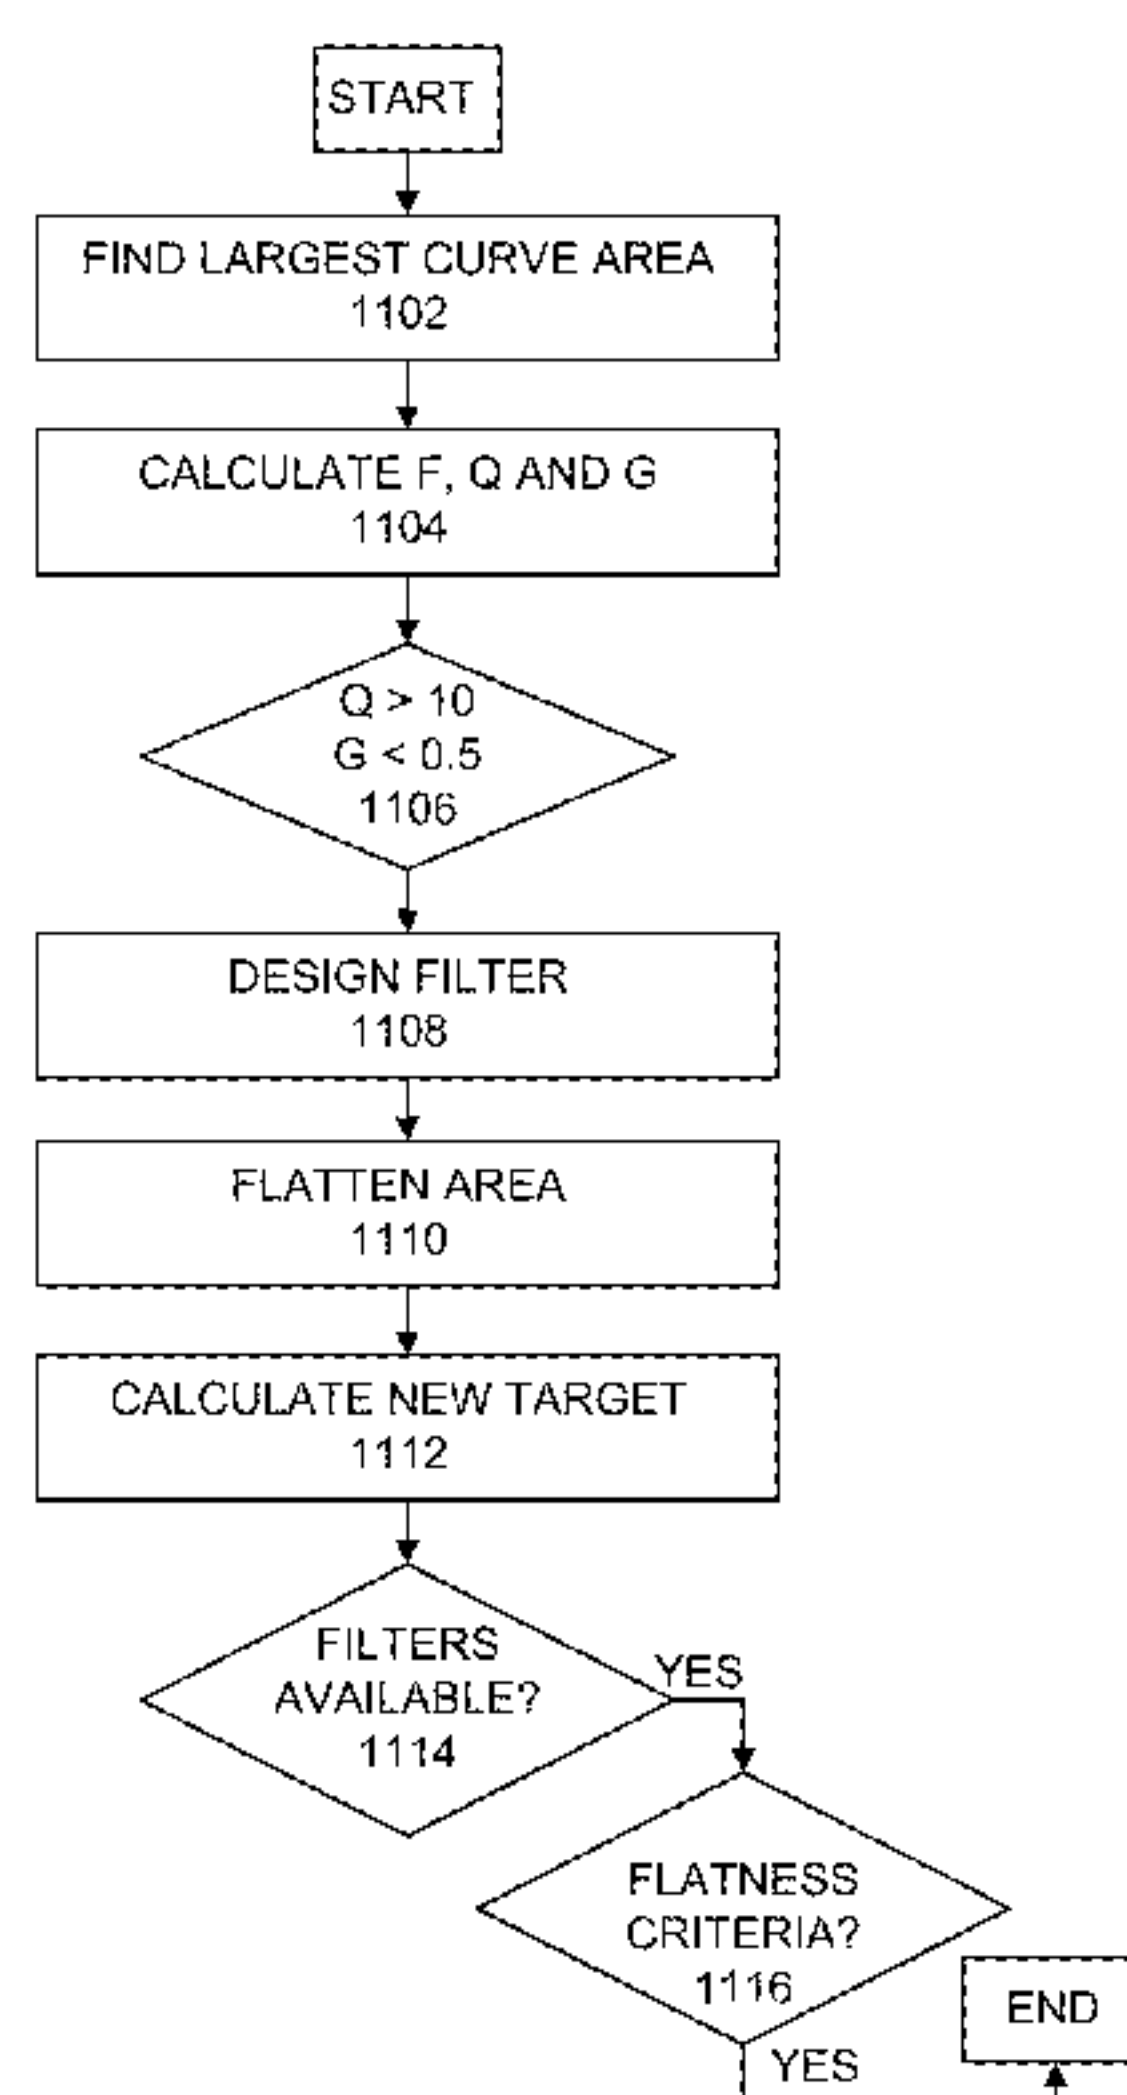 START
FIND LARGEST CURVE AREA
1102
CALCULATE F, Q AND G
1104
Q > 10
G < 0.5
1106
DESIGN FILTER
1108
FLATTEN AREA
1110
CALCULATE NEW TARGET
1112
FILTERS
AVAILABLE?
1114
YES
FLATNESS
CRITERIA?
1116
END
YES